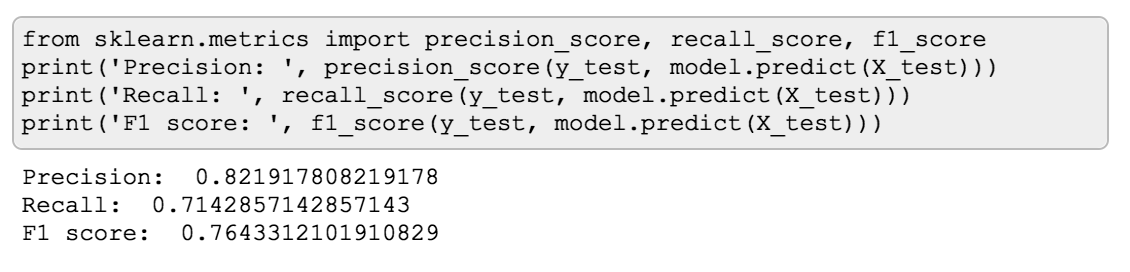 from sklearn.metrics import precision_score, recall_score, f1_score
print('Precision: ', precision_score(y_test, model.predict(X_test)))
print('Recall: ', recall_score(y_test, model.predict(X_test)))
print('F1 score: ', f1_score(y_test, model.predict(X_test)))
Precision:  0.821917808219178
Recall:  0.7142857142857143
F1 score:  0.7643312101910829